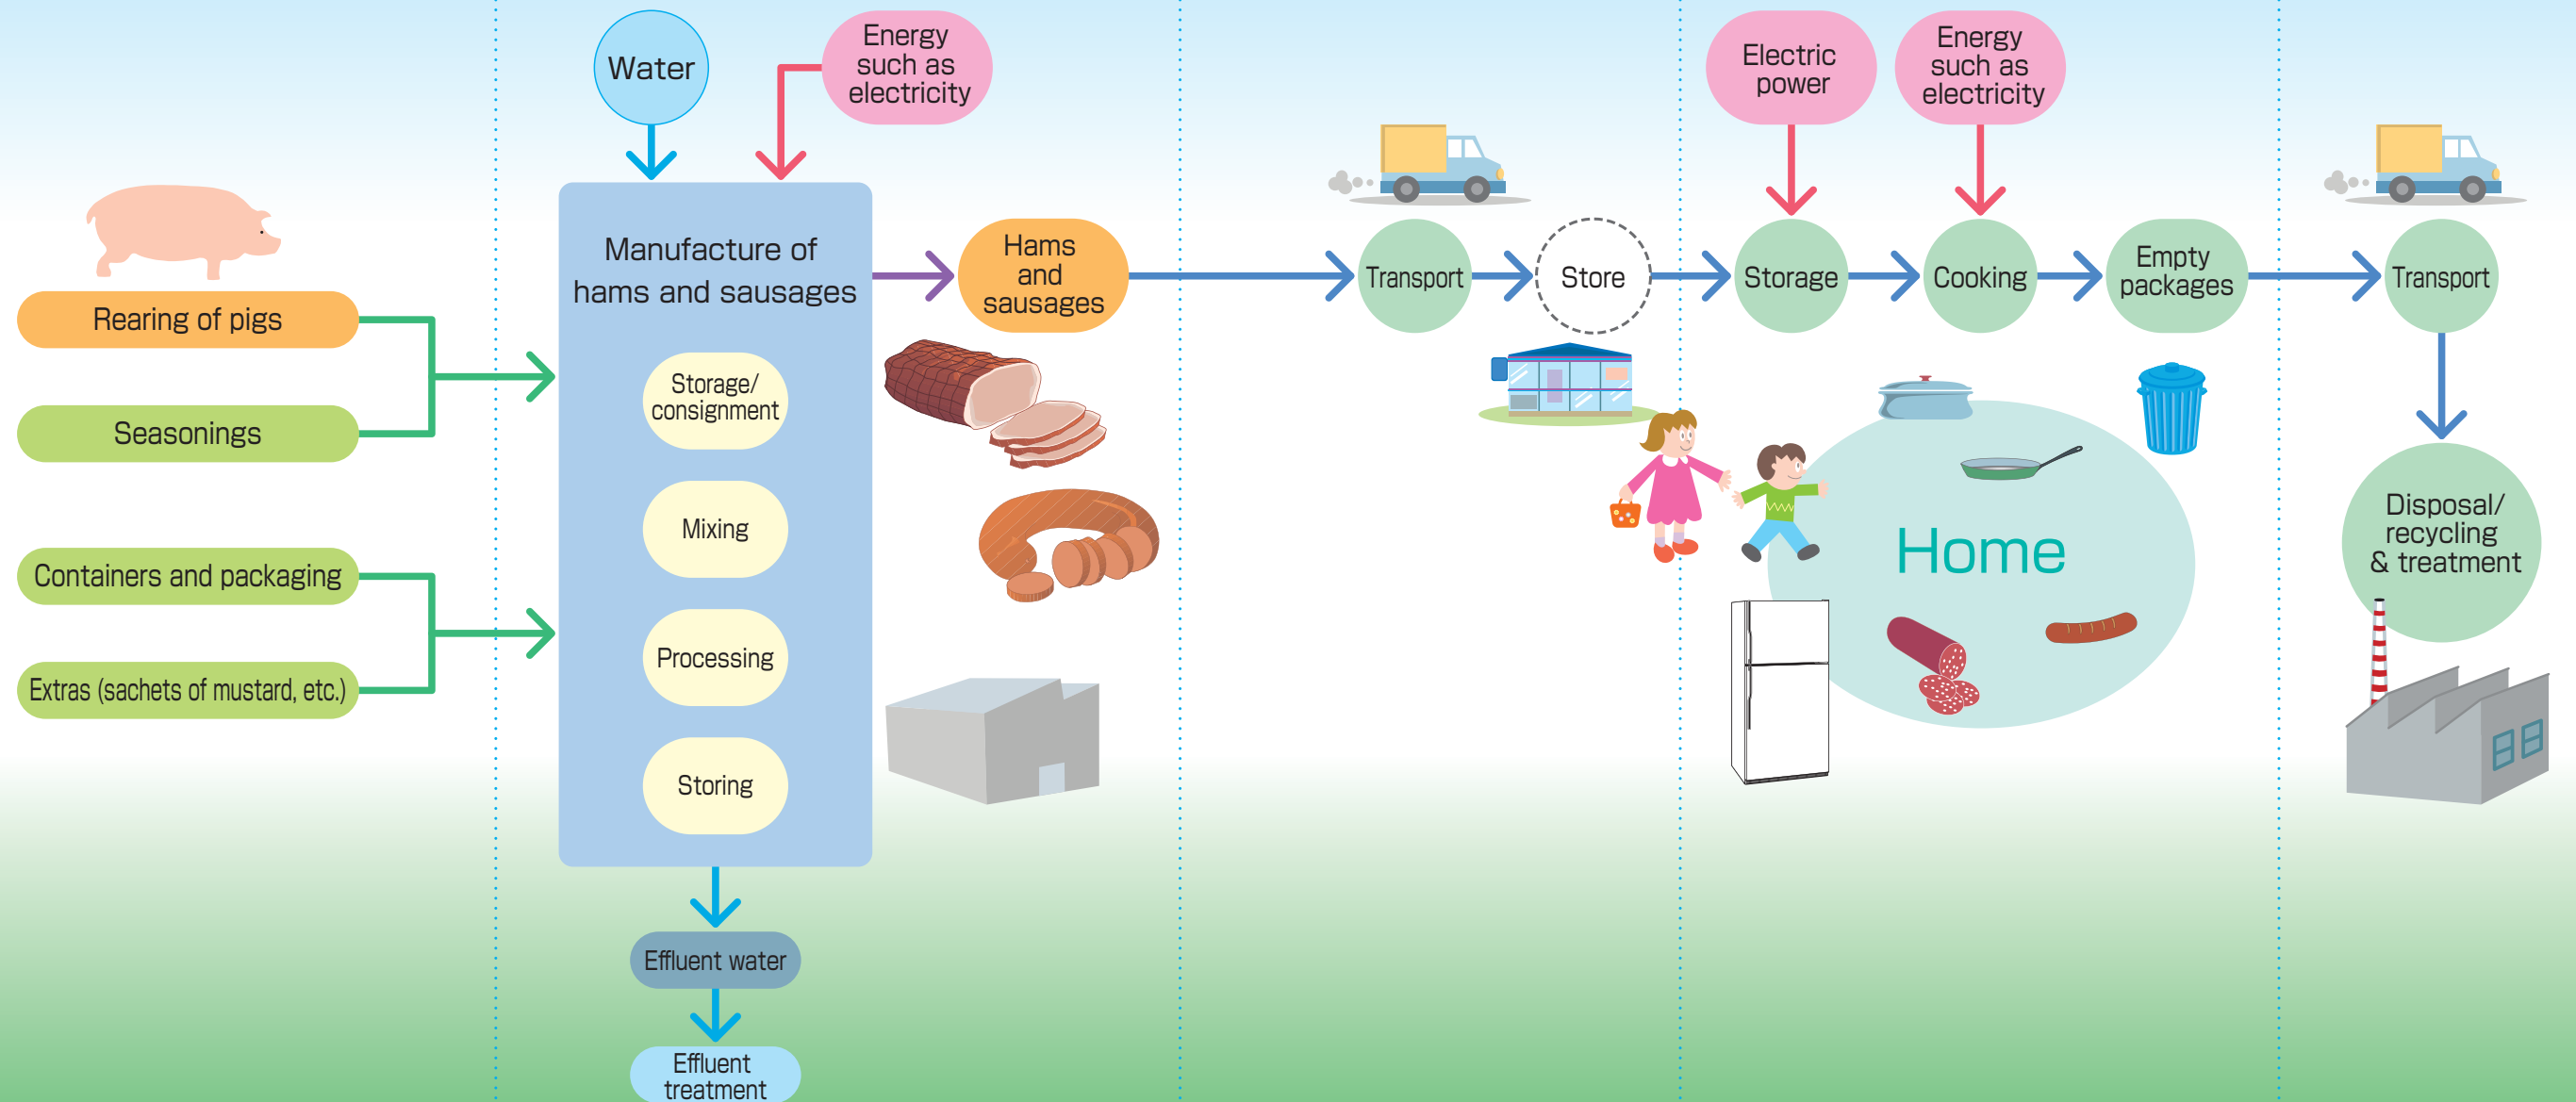 Water
Energy
such as
electricity
Electric
power
Energy
such as
electricity
Rearing of pigs
Seasonings
Containers and packaging
Extras (sachets of mustard, etc.)
Manufacture of
hams and sausages
Storage/
consignment
Mixing
Processing
Storing
Effluent water
Effluent
treatment
Hams
and
sausages
Transport
Store
Storage
Cooking
Empty
packages
Home
Transport
Disposal/
recycling
& treatment